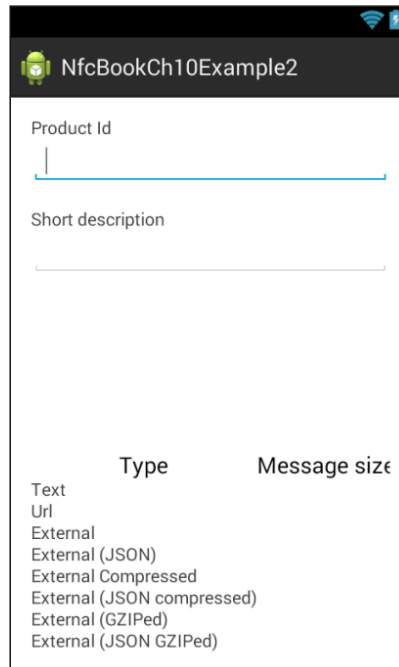 NfcBookCh10Example2
Product Id
Short description
Type Message size
Text
Url
External
External (JSON)
External Compressed
External (JSON compressed)
External (GZIPed)
External (JSON GZIPed)